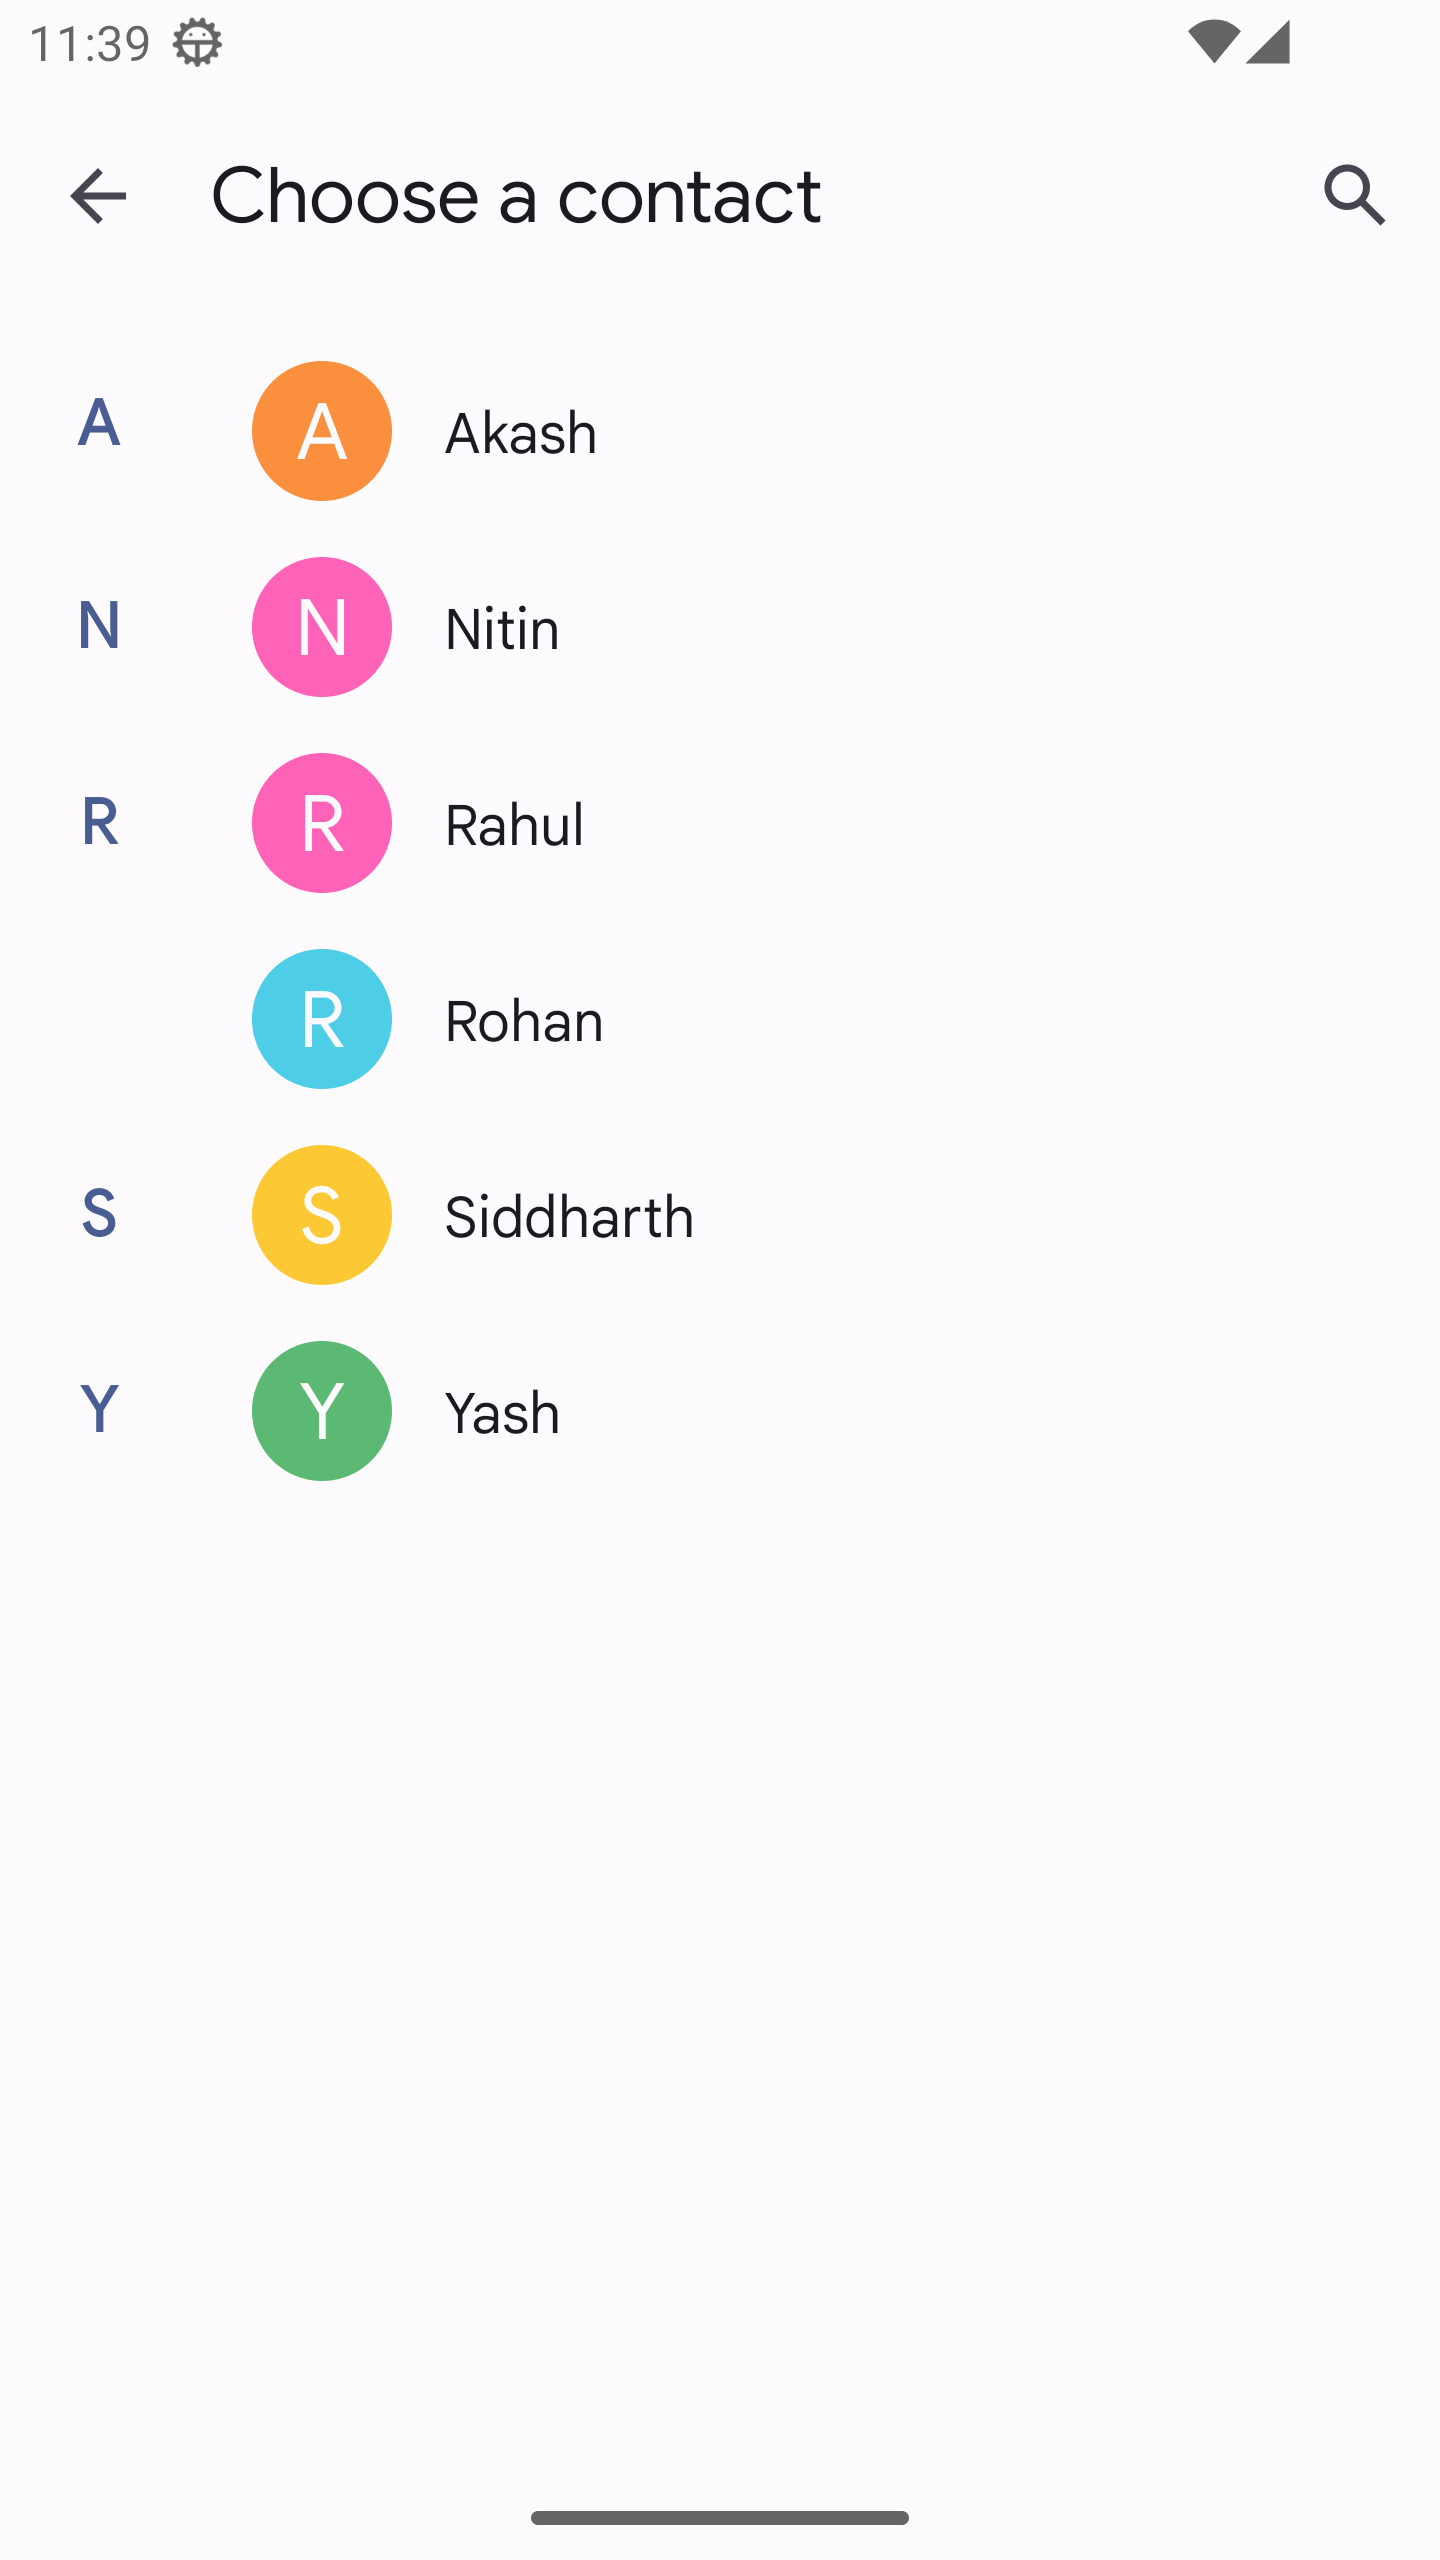 11:39
Choose a contact
A A Akash
N N Nitin
R R Rahul
R Rohan
S S Siddharth
Y Y Yash